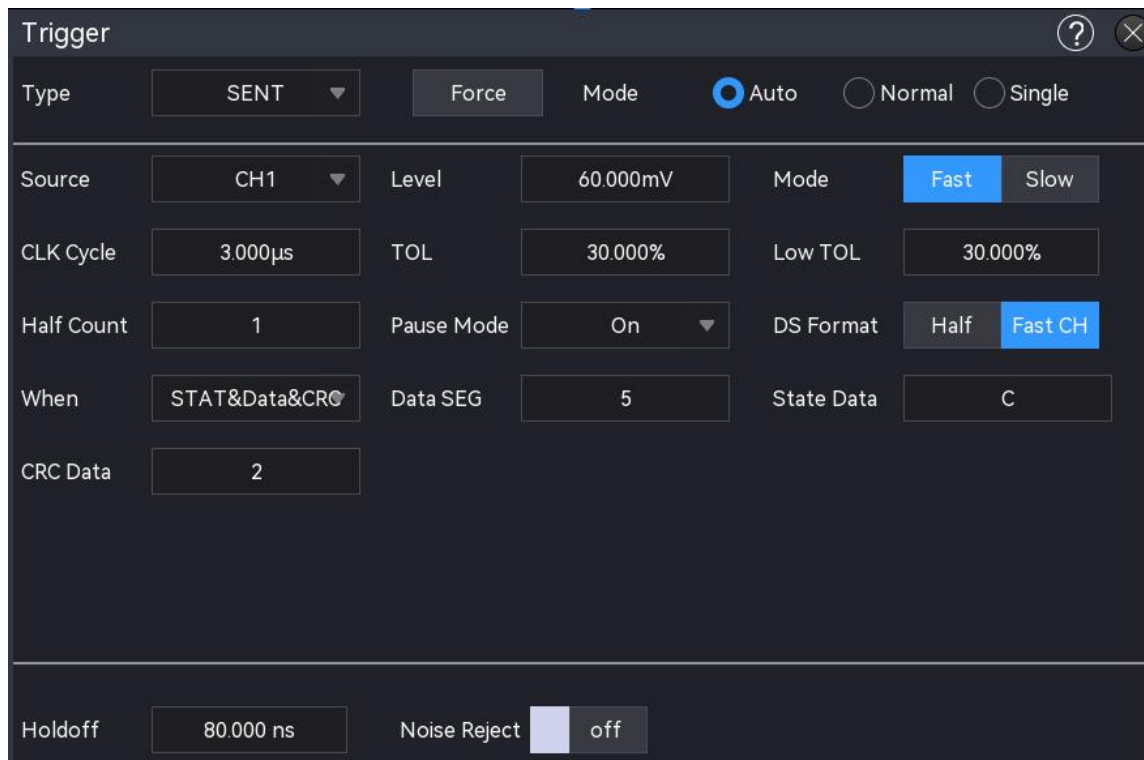 Trigger ?
Type SENT Force Mode Auto Normal Single
Source CH1 Level 60.000mV Mode Fast Slow
CLK Cycle 3.000μs TOL 30.000% Low TOL 30.000%
Half Count 1 Pause Mode On DS Format Half Fast CH
When STAT&Data&CRC Data SEG 5 State Data C
CRC Data 2
Holdoff 80.000 ns Noise Reject off